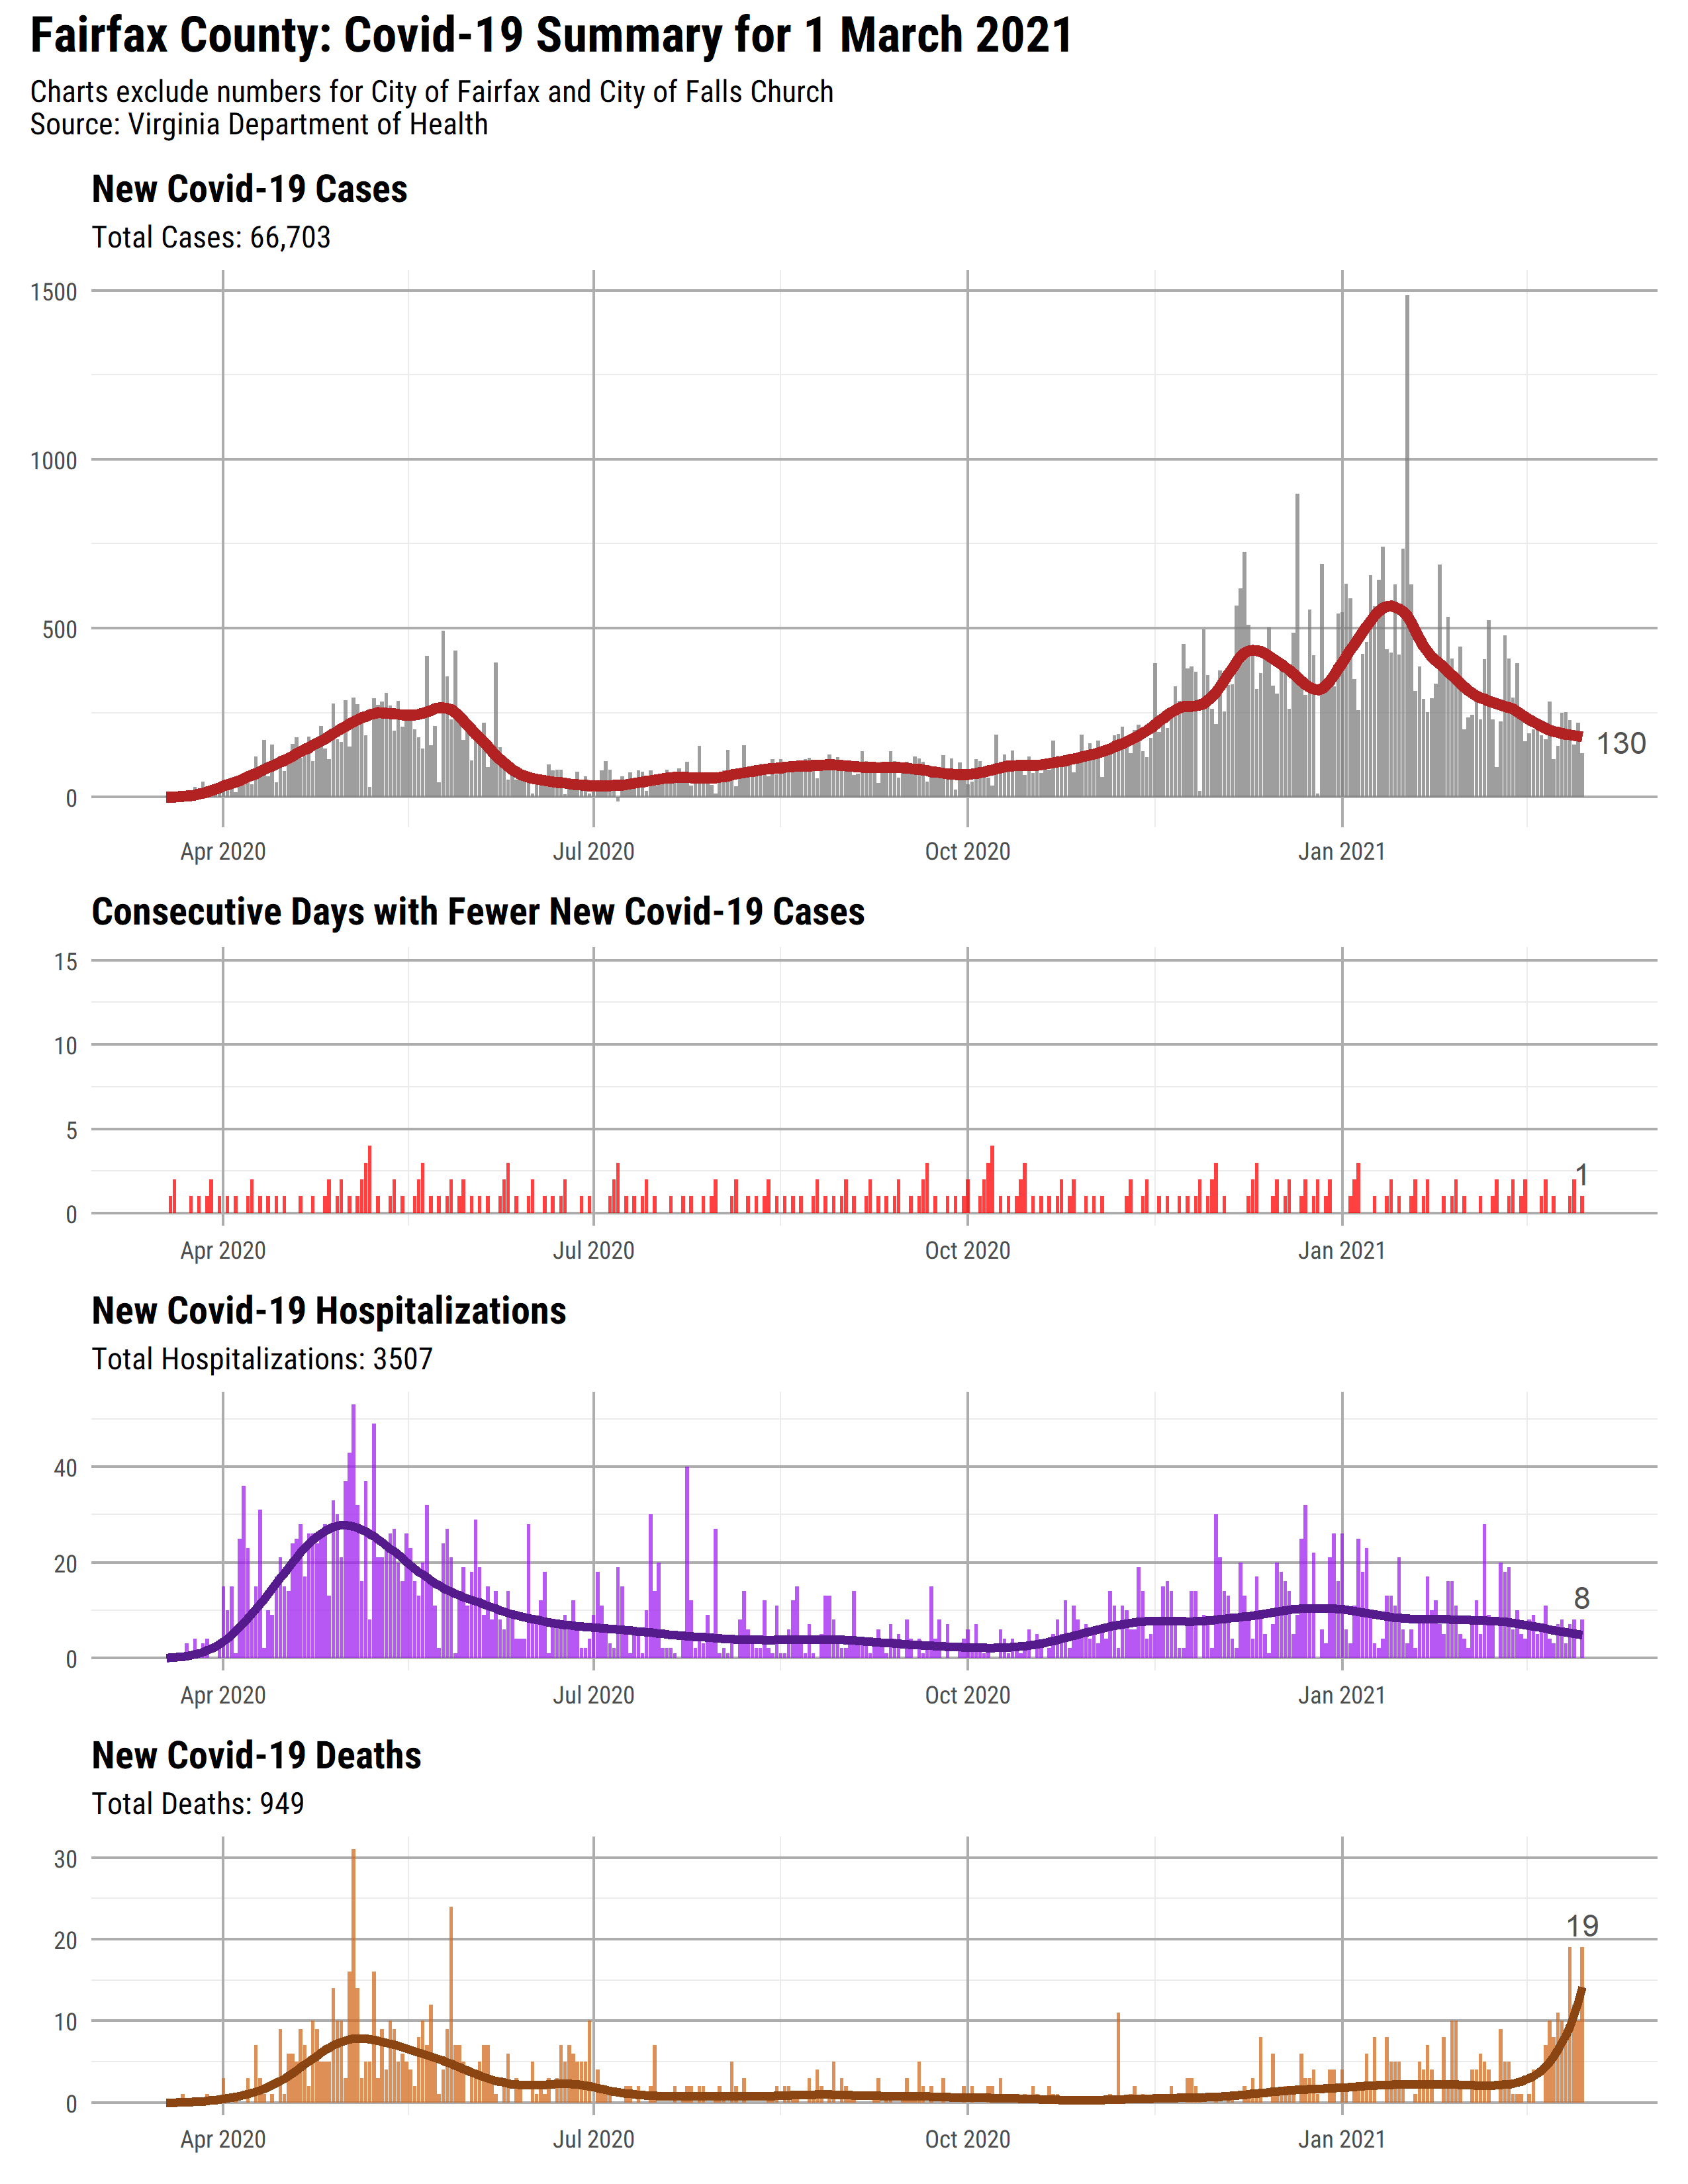 Fairfax County: Covid-19 Summary for 1 March 2021
Charts exclude numbers for City of Fairfax and City of Falls Church
Source: Virginia Department of Health
New Covid-19 Cases
Total Cases: 66,703
1500
1000
500
0
130
Apr 2020 Jul 2020 Oct 2020 Jan 2021
Consecutive Days with Fewer New Covid-19 Cases
15
10
5
1
0
Apr 2020 Jul 2020 Oct 2020 Jan 2021
New Covid-19 Hospitalizations
Total Hospitalizations: 3507
40
20
8
0
Apr 2020 Jul 2020 Oct 2020 Jan 2021
New Covid-19 Deaths
Total Deaths: 949
30
19
20
10
0
Apr 2020 Jul 2020 Oct 2020 Jan 2021